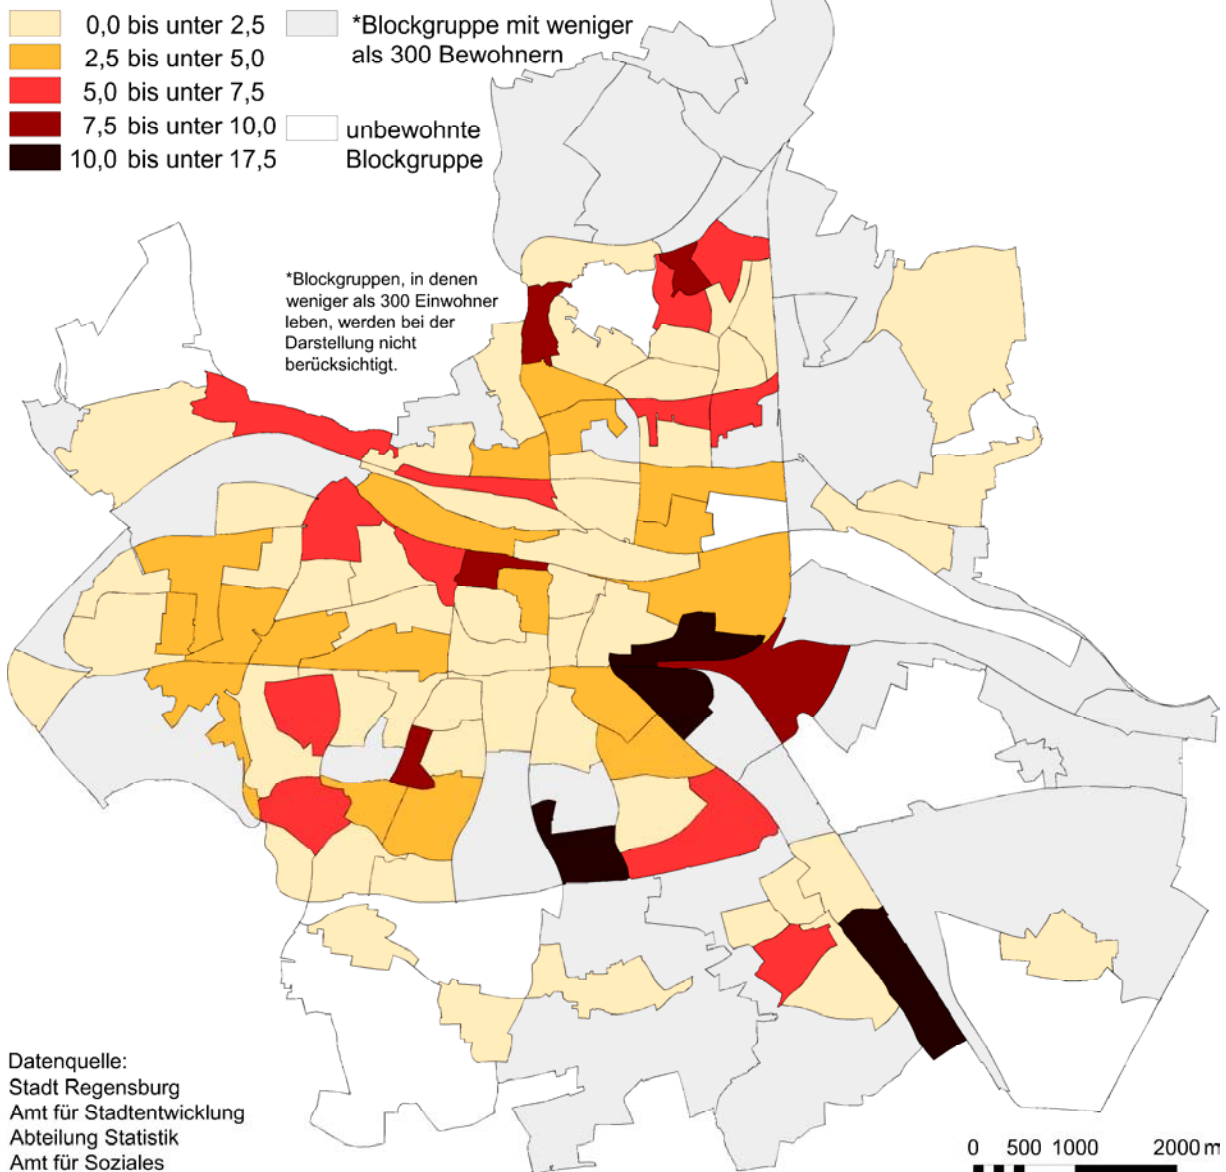 0,0 bis unter 2,5
2,5 bis unter 5,0
5,0 bis unter 7,5
7,5 bis unter 10,0
10,0 bis unter 17,5
*Blockgruppe mit weniger
als 300 Bewohnern
unbewohnte
Blockgruppe
*Blockgruppen, in denen
weniger als 300 Einwohner
leben, werden bei der
Darstellung nicht
berücksichtigt.
Datenquelle:
Stadt Regensburg
Amt für Stadtentwicklung
Abteilung Statistik
Amt für Soziales
0 500 1000 2000 m